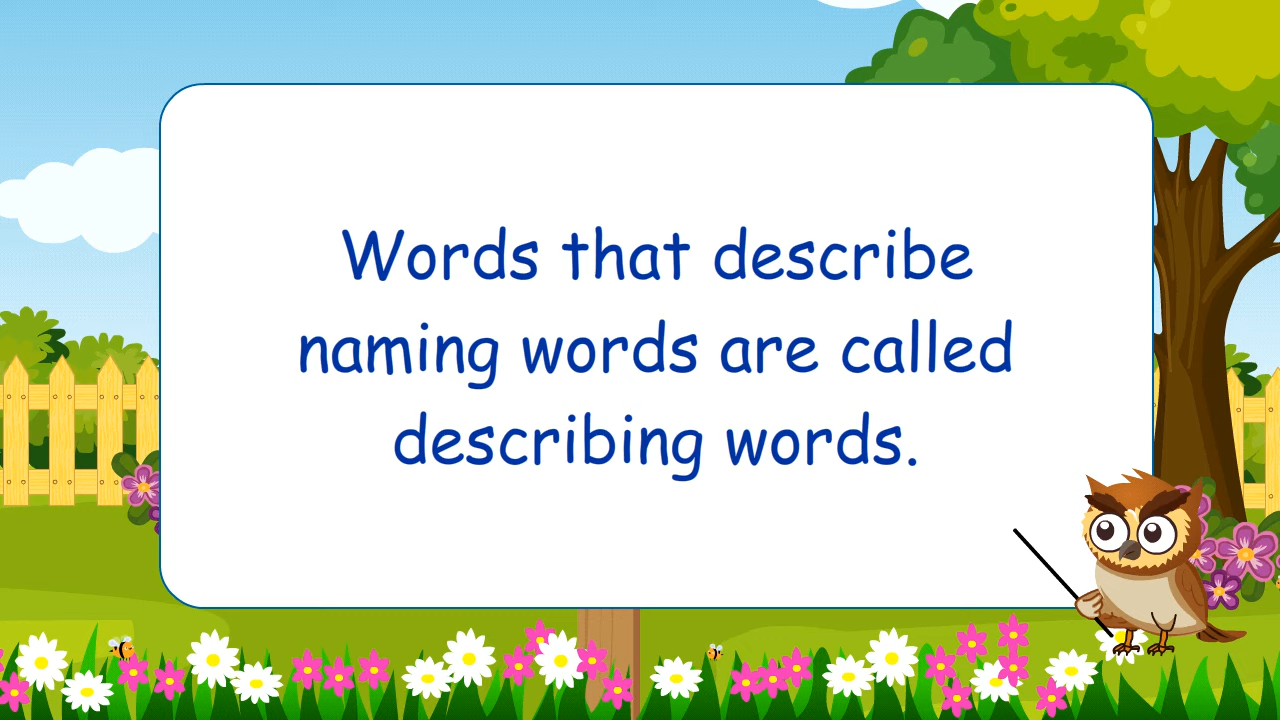 Words that describe
naming words are called
describing words.